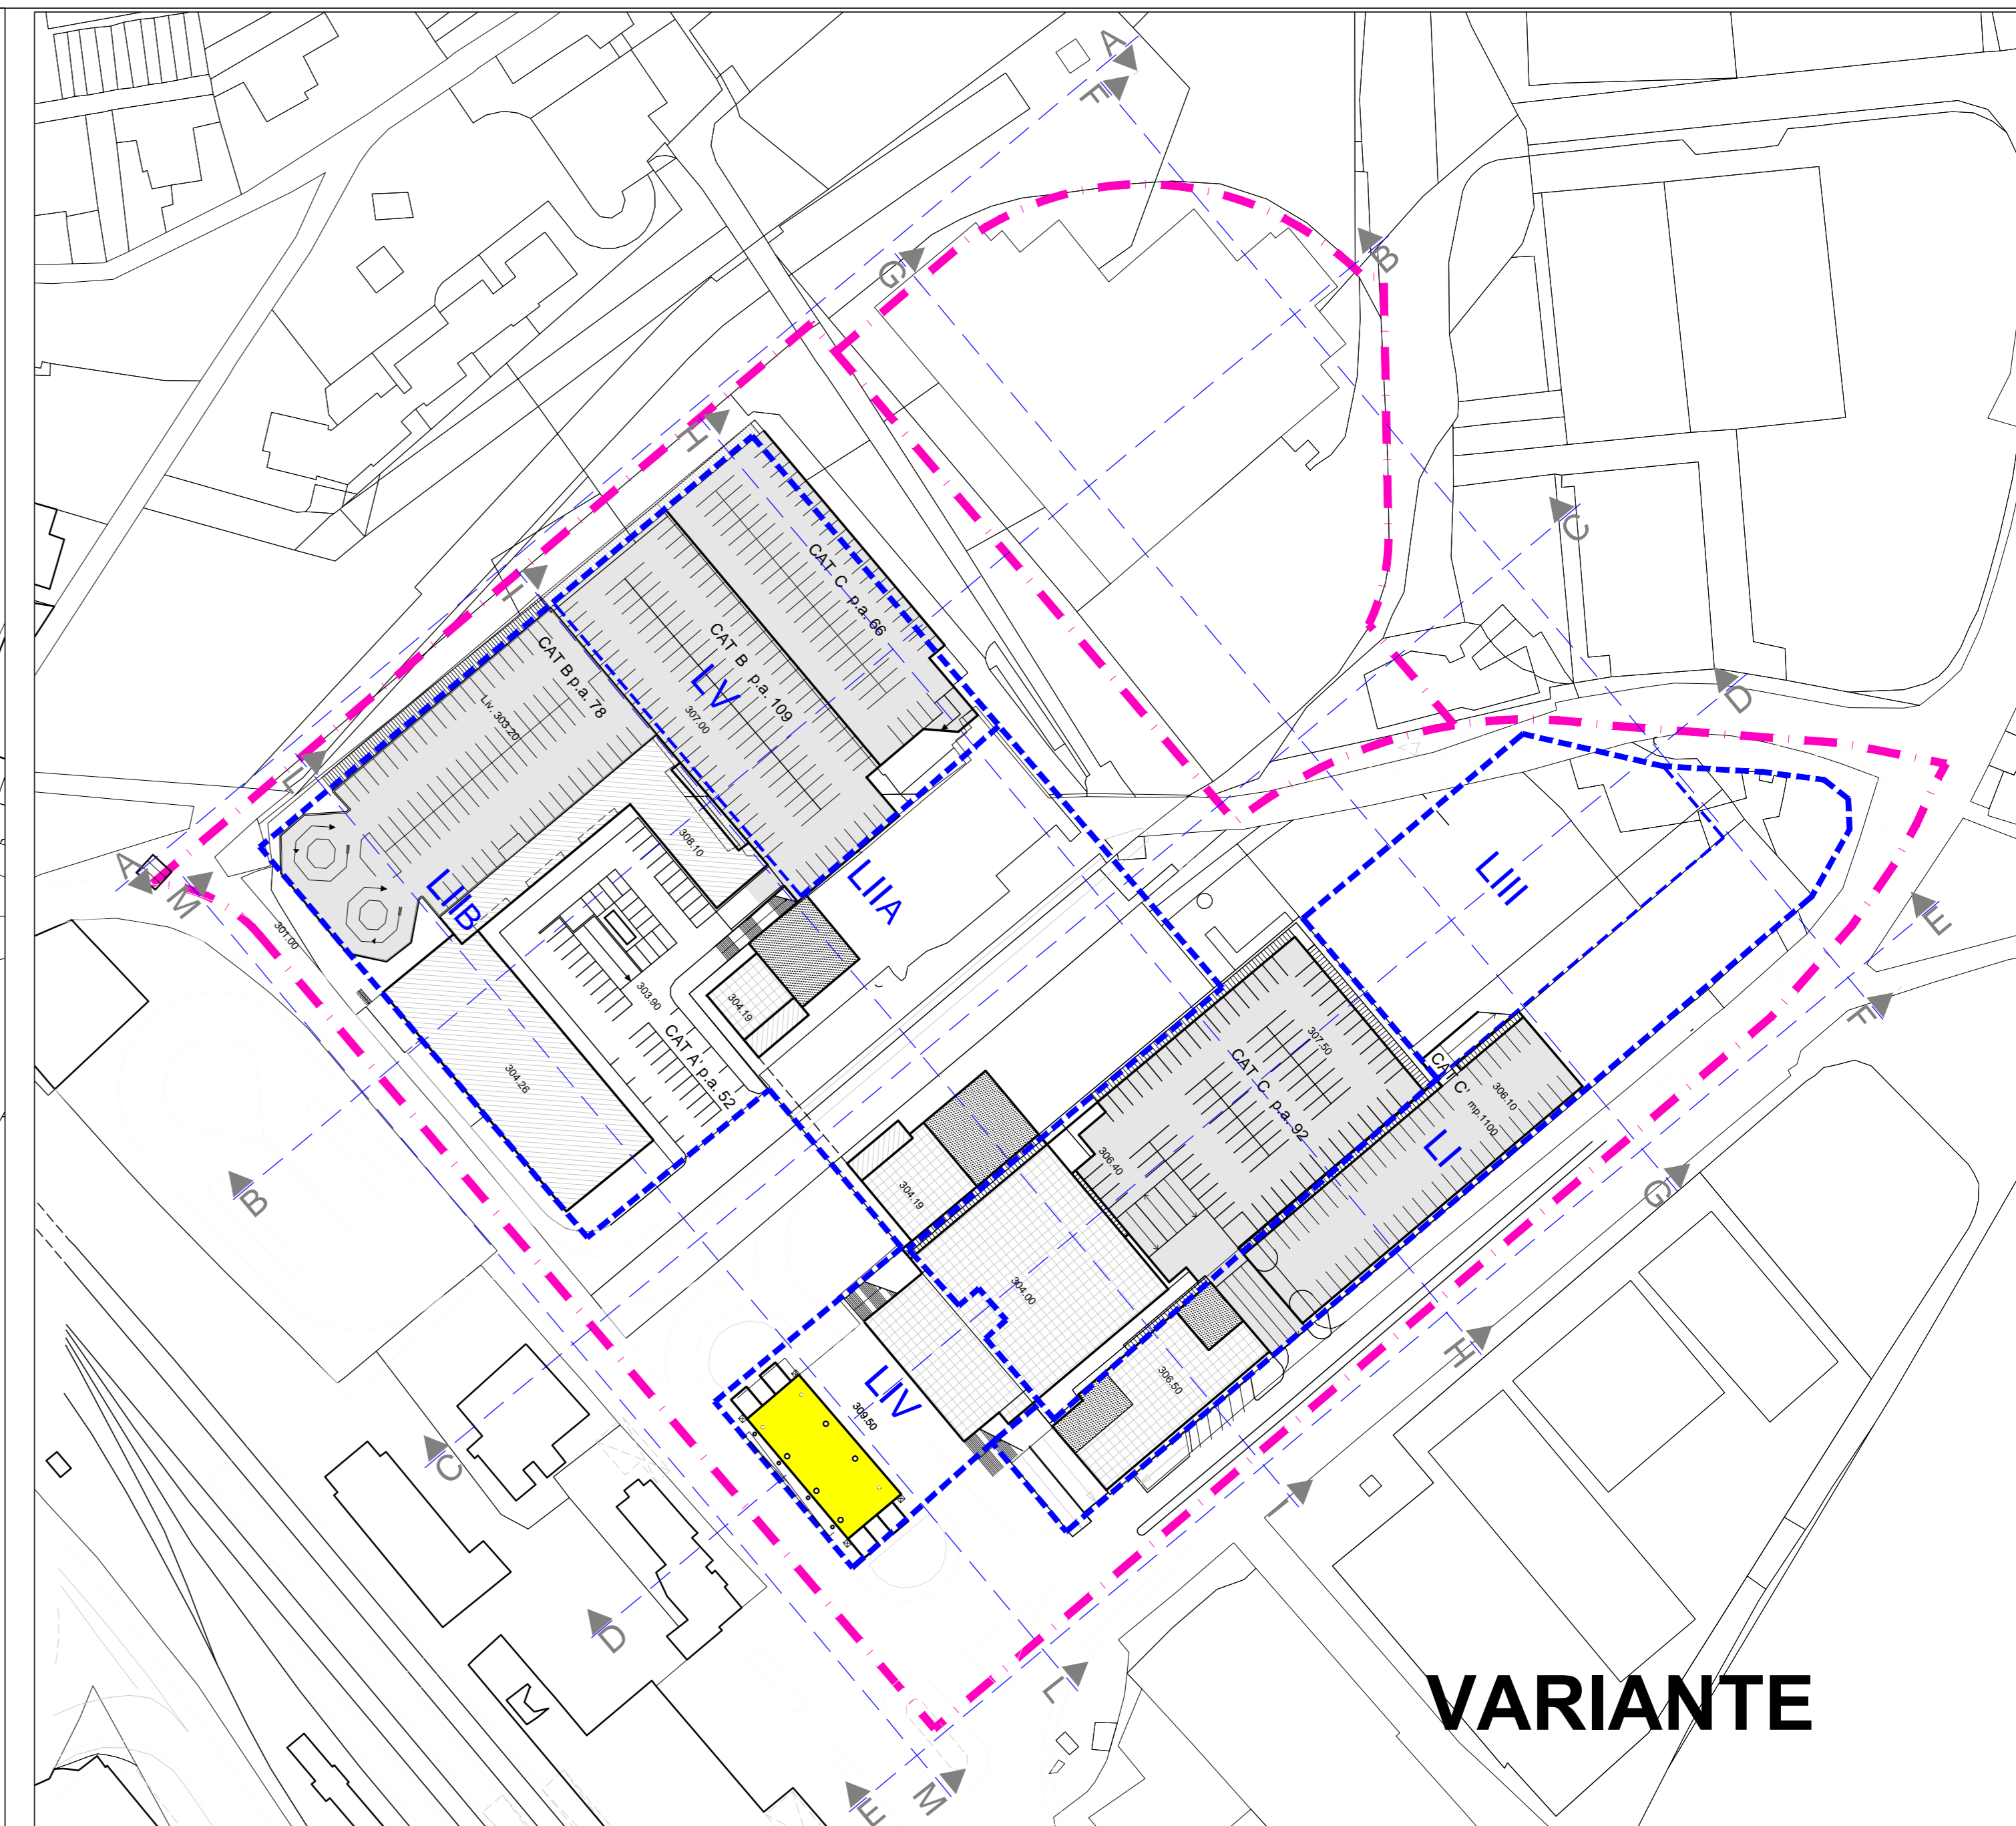 A
F
G
B
H
C
CAT C p.a. 66
I
CAT B p.a. 109
CAT B p.a. 78
LV
D
Liv. 303.20
307.00
L
308.10
A
M
LIIB
LIIA
LIII
E
301.00
303.90
304.19
F
CAT A' p.a. 52
307.50
CAT C p.a. 92
304.26
CAT C' mp.1100
306.10
LI
306.40
B
304.19
G
304.00
H
306.50
LIV
309.50
C
I
D
L
VARIANTE
E
M